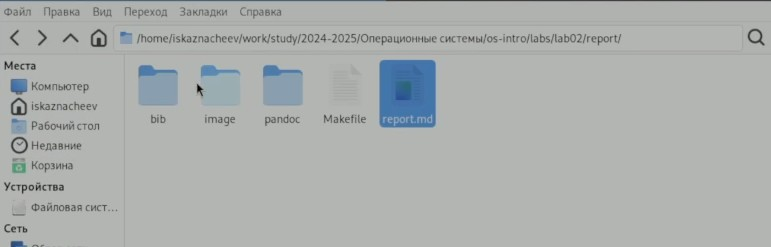 Файл Правка Вид Переход Закладки Справка
/home/iskaznacheev/work/study/2024-2025/Операционные системы/os-intro/labs/lab02/report/
Места
Компьютер
iskaznacheev
Рабочий стол
Недавние
Корзина
Устройства
Файловая сист...
Сеть
bib image pandoc Makefile report.md